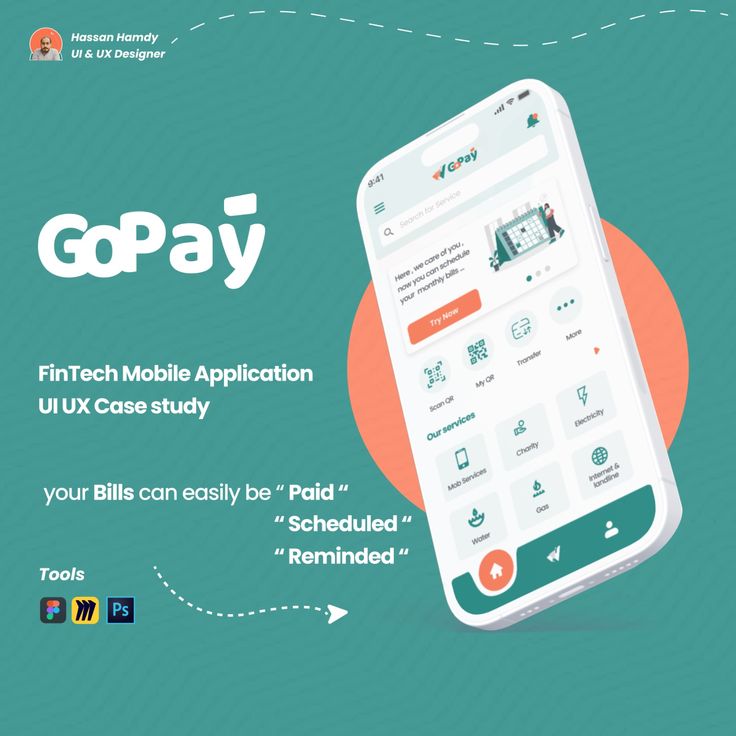 Hassan Hamdy
UI & UX Designer
GoPay
FinTech Mobile Application
UI UX Case study
your Bills can easily be “ Paid “
“ Scheduled “
“ Reminded “
Tools
Ps
9:41
GoPay
Search for Service
Here , we care of you ,
now you can schedule
your monthly bills ...
Try Now
Scan QR
My QR
Transfer
More
Our services
Mob Services
Charity
Electricity
Water
Gas
Internet &
landline